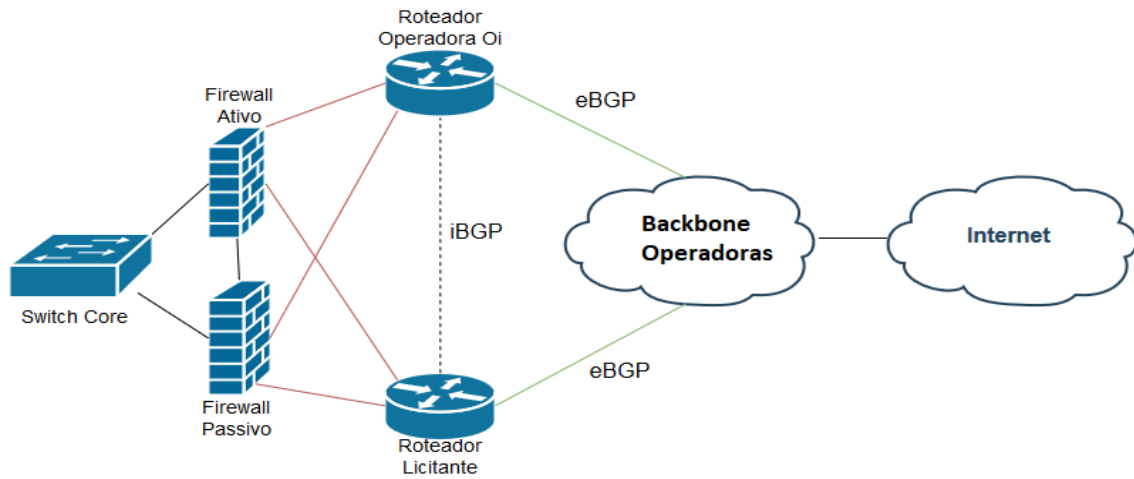 Roteador
Operadora Oi
Firewall
Ativo
eBGP
iBGP
Backbone
Operadoras
Internet
Switch Core
eBGP
Firewall
Passivo
Roteador
Licitante